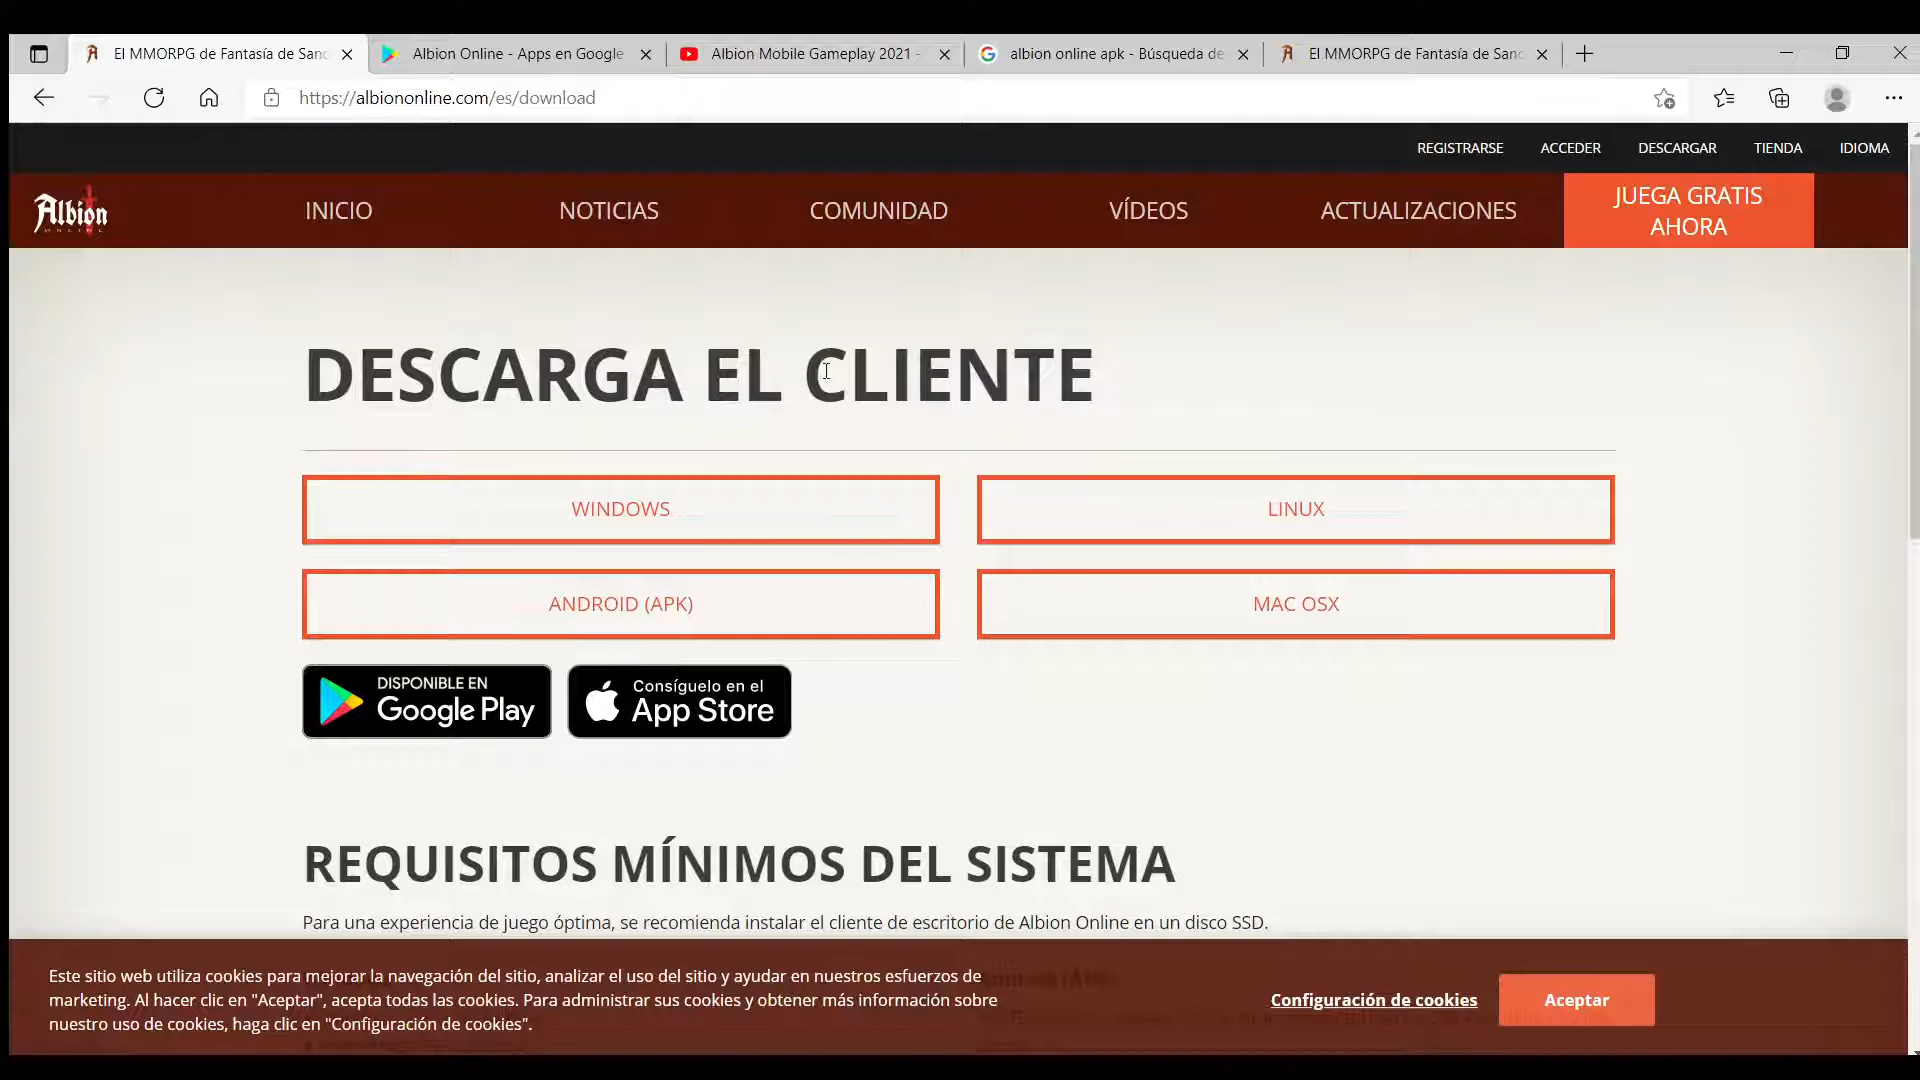 El MMORPG de Fantasía de Sand
Albion Online - Apps en Google
Albion Mobile Gameplay 2021 -
albion online apk - Búsqueda de
El MMORPG de Fantasía de Sand
https://albiononline.com/es/download
REGISTRARSE
ACCEDER
DESCARGAR
TIENDA
IDIOMA
Albion
ONLINE
INICIO
NOTICIAS
COMUNIDAD
VÍDEOS
ACTUALIZACIONES
JUEGA GRATIS
AHORA
DESCARGA EL CLIENTE
WINDOWS
LINUX
ANDROID (APK)
MAC OSX
DISPONIBLE EN
Google Play
Consíguelo en el
App Store
REQUISITOS MÍNIMOS DEL SISTEMA
Para una experiencia de juego óptima, se recomienda instalar el cliente de escritorio de Albion Online en un disco SSD.
Este sitio web utiliza cookies para mejorar la navegación del sitio, analizar el uso del sitio y ayudar en nuestros esfuerzos de
marketing. Al hacer clic en "Aceptar", acepta todas las cookies. Para administrar sus cookies y obtener más información sobre
nuestro uso de cookies, haga clic en "Configuración de cookies".
Configuración de cookies
Aceptar